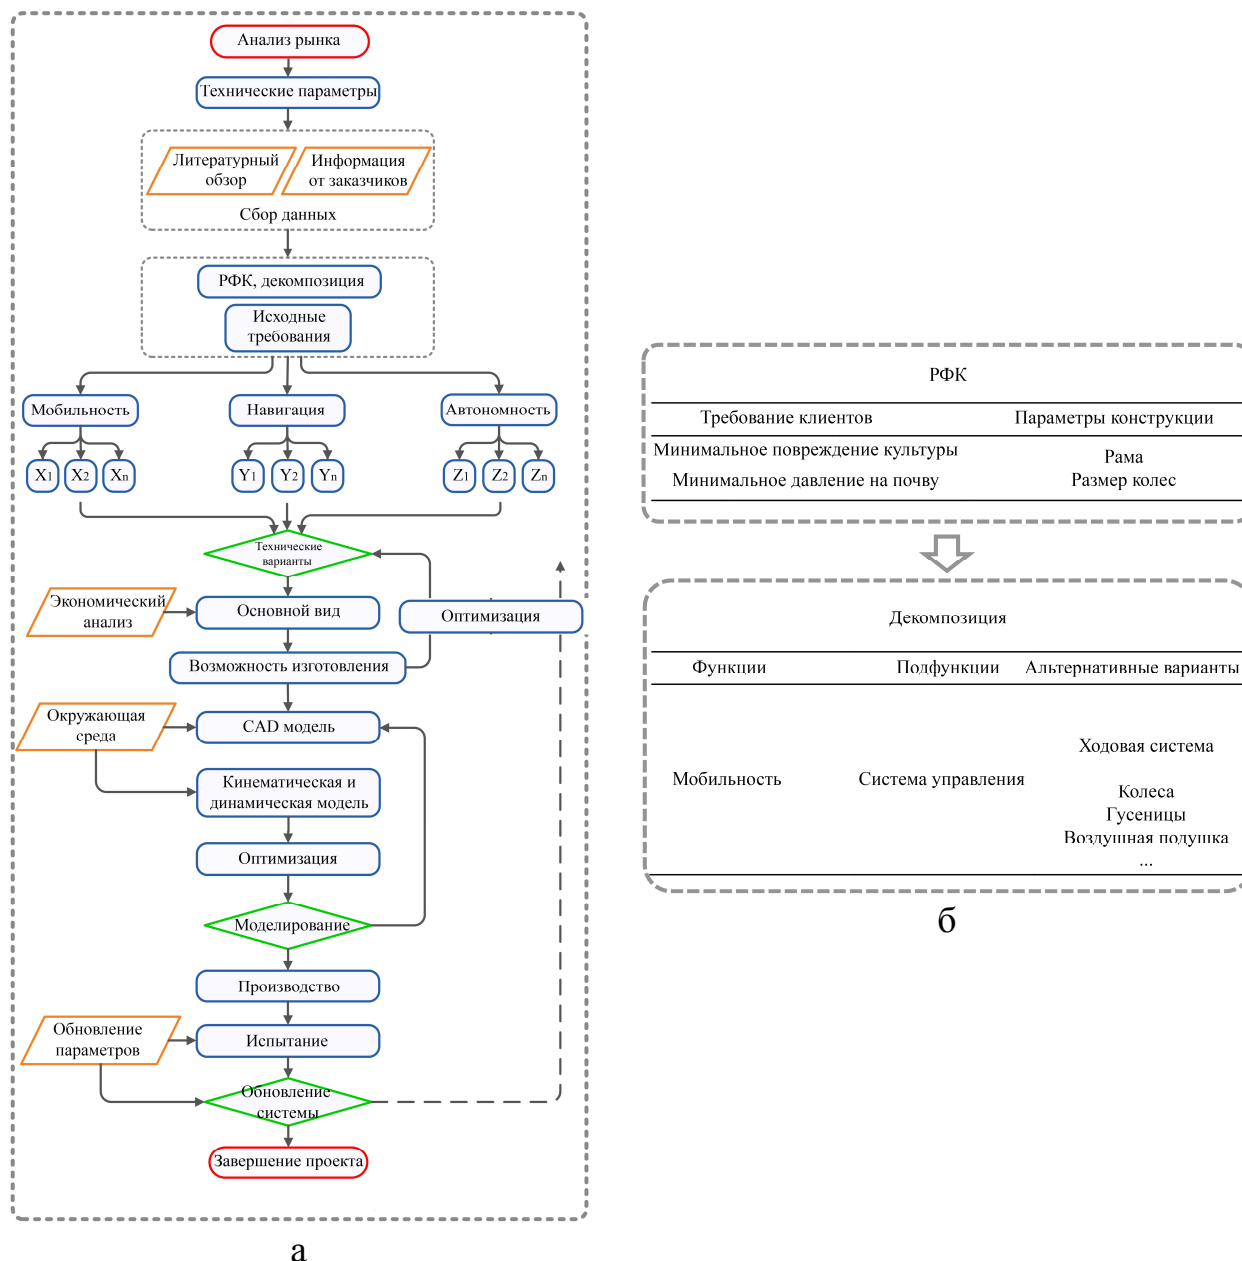 Анализ рынка
Технические параметры
Литературный
обзор
Информация
от заказчиков
Сбор данных
РФК, декомпозиция
Исходные
требования
Мобильность
Навигация
Автономность
X1 X2 Xn
Y1 Y2 Yn
Z1 Z2 Zn
Технические
варианты
Экономический
анализ
Основной вид
Оптимизация
Возможность изготовления
Окружающая
среда
CAD модель
Кинематическая и
динамическая модель
Оптимизация
Моделирование
Производство
Обновление
параметров
Испытание
Обновление
системы
Завершение проекта
а
РФК
Требование клиентов Параметры конструкции
Минимальное повреждение культуры
Минимальное давление на почву
Рама
Размер колес
Декомпозиция
Функции Подфункции Альтернативные варианты
Мобильность
Система управления
Ходовая система
Колеса
Гусеницы
Воздушная подушка
...
б